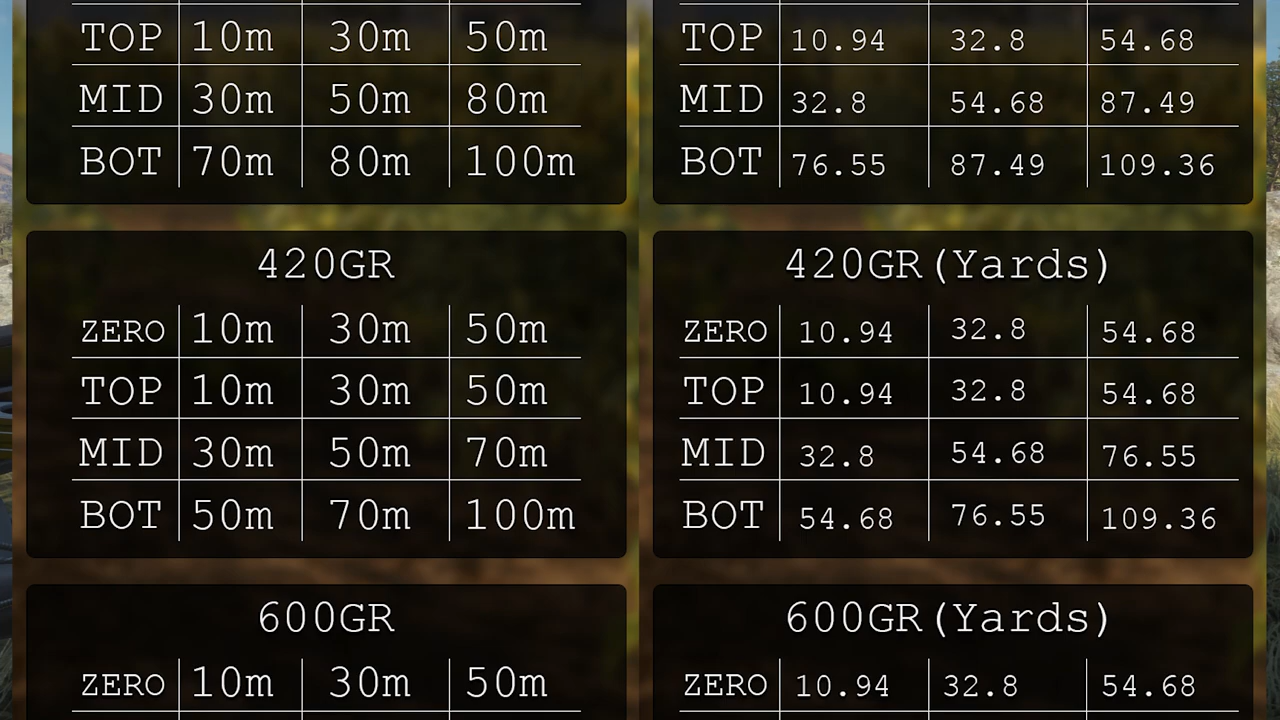 TOP 10m 30m 50m
MID 30m 50m 80m
BOT 70m 80m 100m
TOP 10.94 32.8 54.68
MID 32.8 54.68 87.49
BOT 76.55 87.49 109.36
420GR
ZERO 10m 30m 50m
TOP 10m 30m 50m
MID 30m 50m 70m
BOT 50m 70m 100m
420GR(Yards)
ZERO 10.94 32.8 54.68
TOP 10.94 32.8 54.68
MID 32.8 54.68 76.55
BOT 54.68 76.55 109.36
600GR
ZERO 10m 30m 50m
600GR(Yards)
ZERO 10.94 32.8 54.68